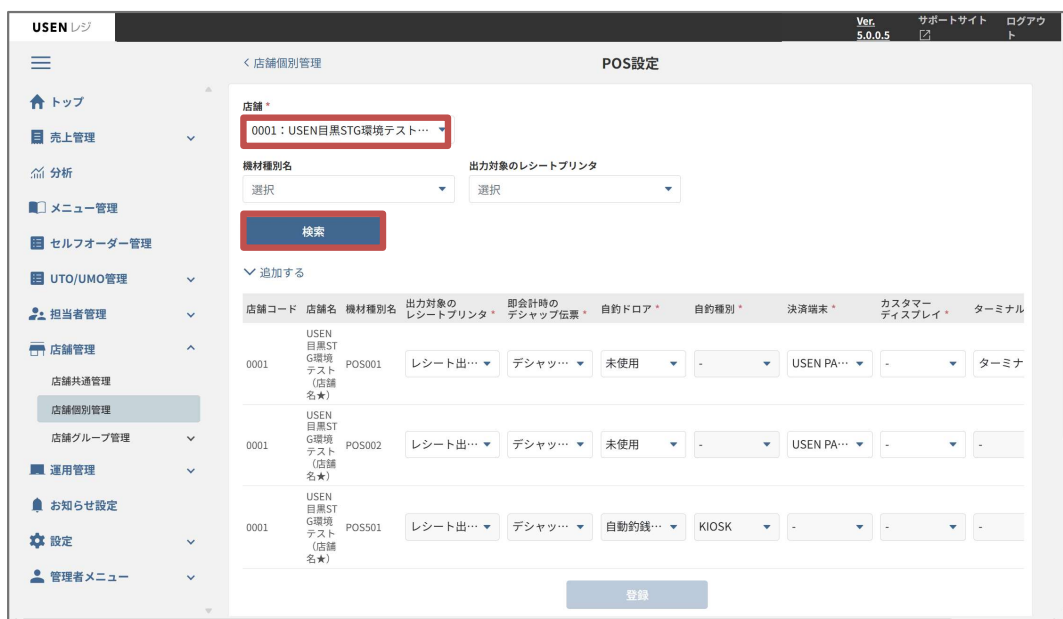 USEN レジ
Ver.
5.0.0.5
サポートサイト
ログアウ
ト
< 店舗個別管理
POS設定
トップ
売上管理
分析
メニュー管理
セルフオーダー管理
UTO/UMO管理
担当者管理
店舗管理
店舗共通管理
店舗個別管理
店舗グループ管理
運用管理
お知らせ設定
設定
管理者メニュー
店舗 *
0001：USEN目黒STG環境テスト…
機材種別名
出力対象のレシートプリンタ
選択
選択
検索
追加する
店舗コード 店舗名 機材種別名 出力対象の
レシートプリンタ * 即会計時の
デシャップ伝票 * 自釣ドロア * 自釣種別 * 決済端末 * カスタマー
ディスプレイ * ターミナル
0001
USEN
目黒ST
G環境
テスト
（店舗
名★）
POS001 レシート出… デシャッ… 未使用 - USEN PA… - ターミナ
0001
USEN
目黒ST
G環境
テスト
（店舗
名★）
POS002 レシート出… デシャッ… 未使用 - USEN PA… - -
0001
USEN
目黒ST
G環境
テスト
（店舗
名★）
POS501 レシート出… デシャッ… 自動釣銭… KIOSK - - -
登録